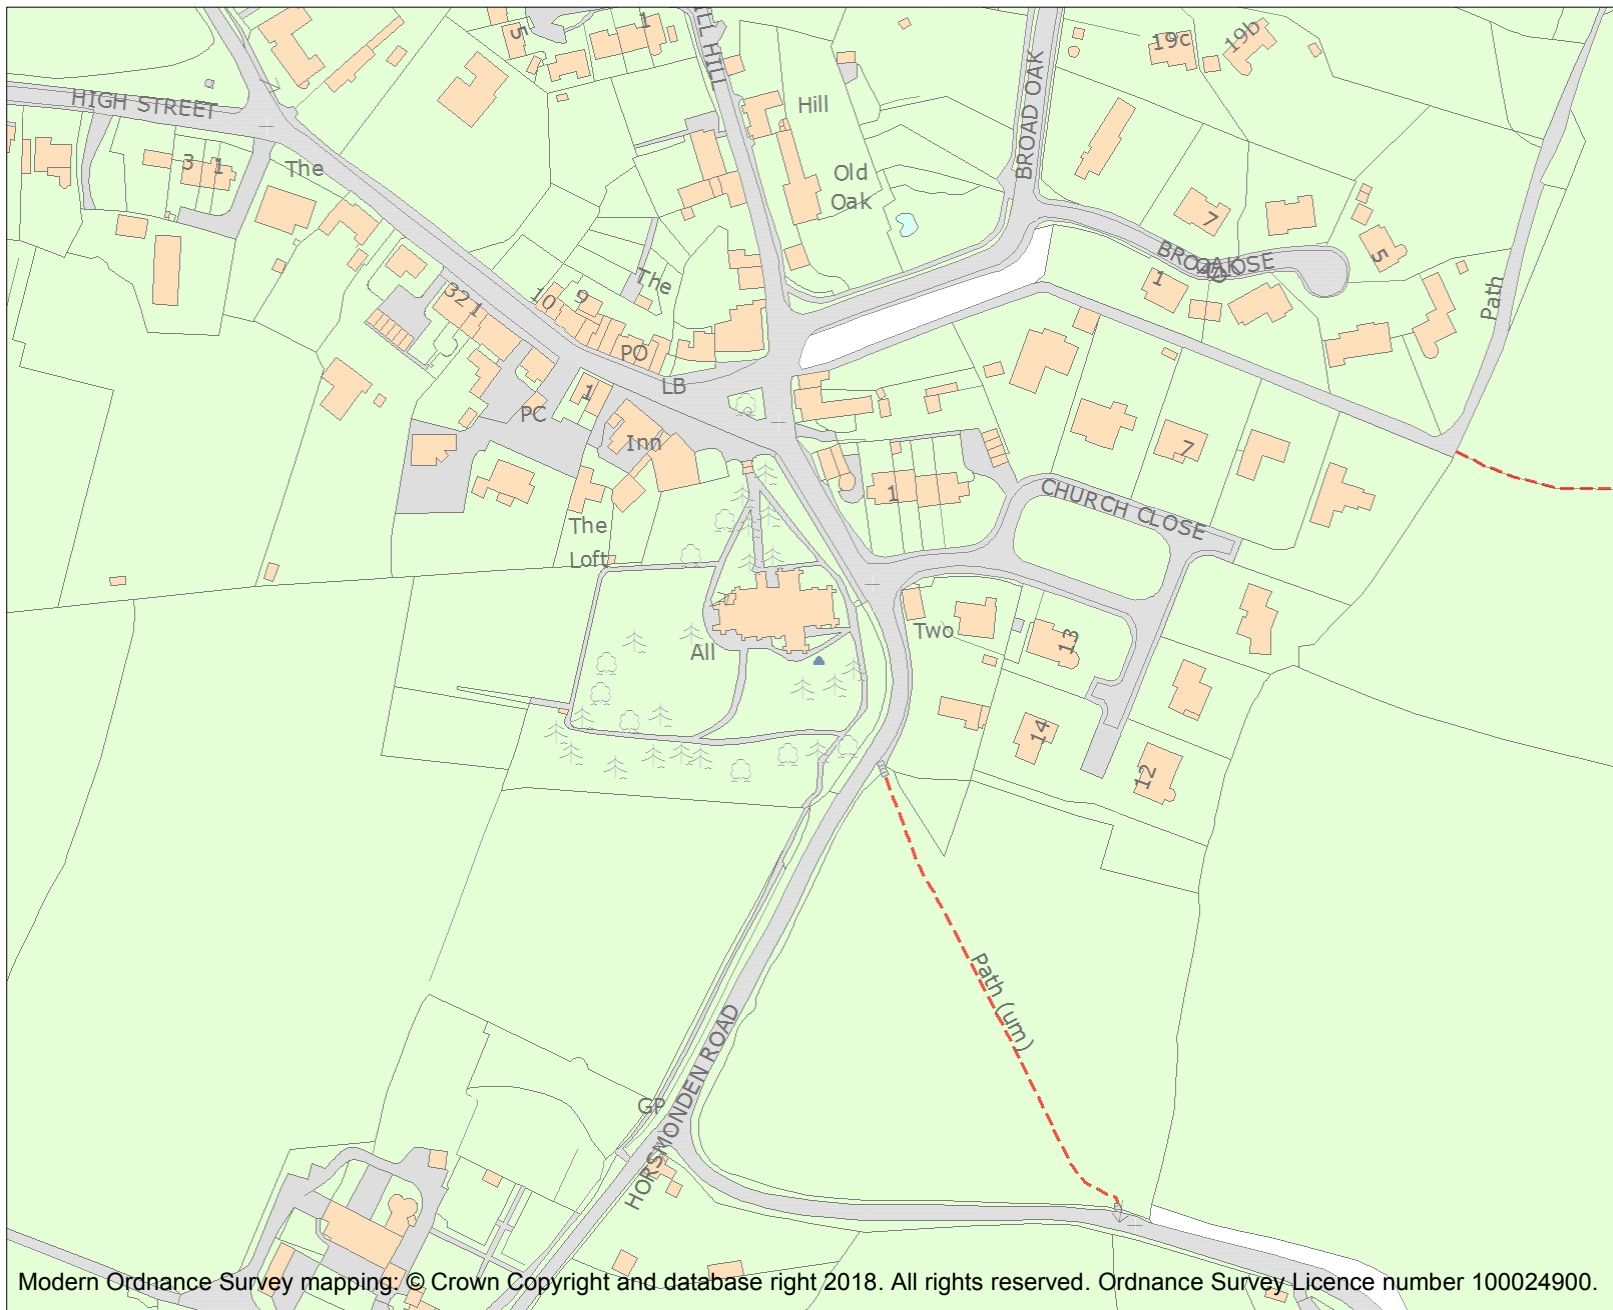 5
1
ILL HILL
BROAD OAK
19c
19b
HIGH STREET
Hill
3
1
The
Old
Oak
7
BROAD OAK CLOSE
5
1
The
Path
3 2 1
10
9
PO
LB
1
PC
Inn
7
1
CHURCH CLOSE
The
Loft
Two
13
All
14
12
Path (um)
HORSMONDEN ROAD
GP
Modern Ordnance Survey mapping: © Crown Copyright and database right 2018. All rights reserved. Ordnance Survey Licence number 100024900.